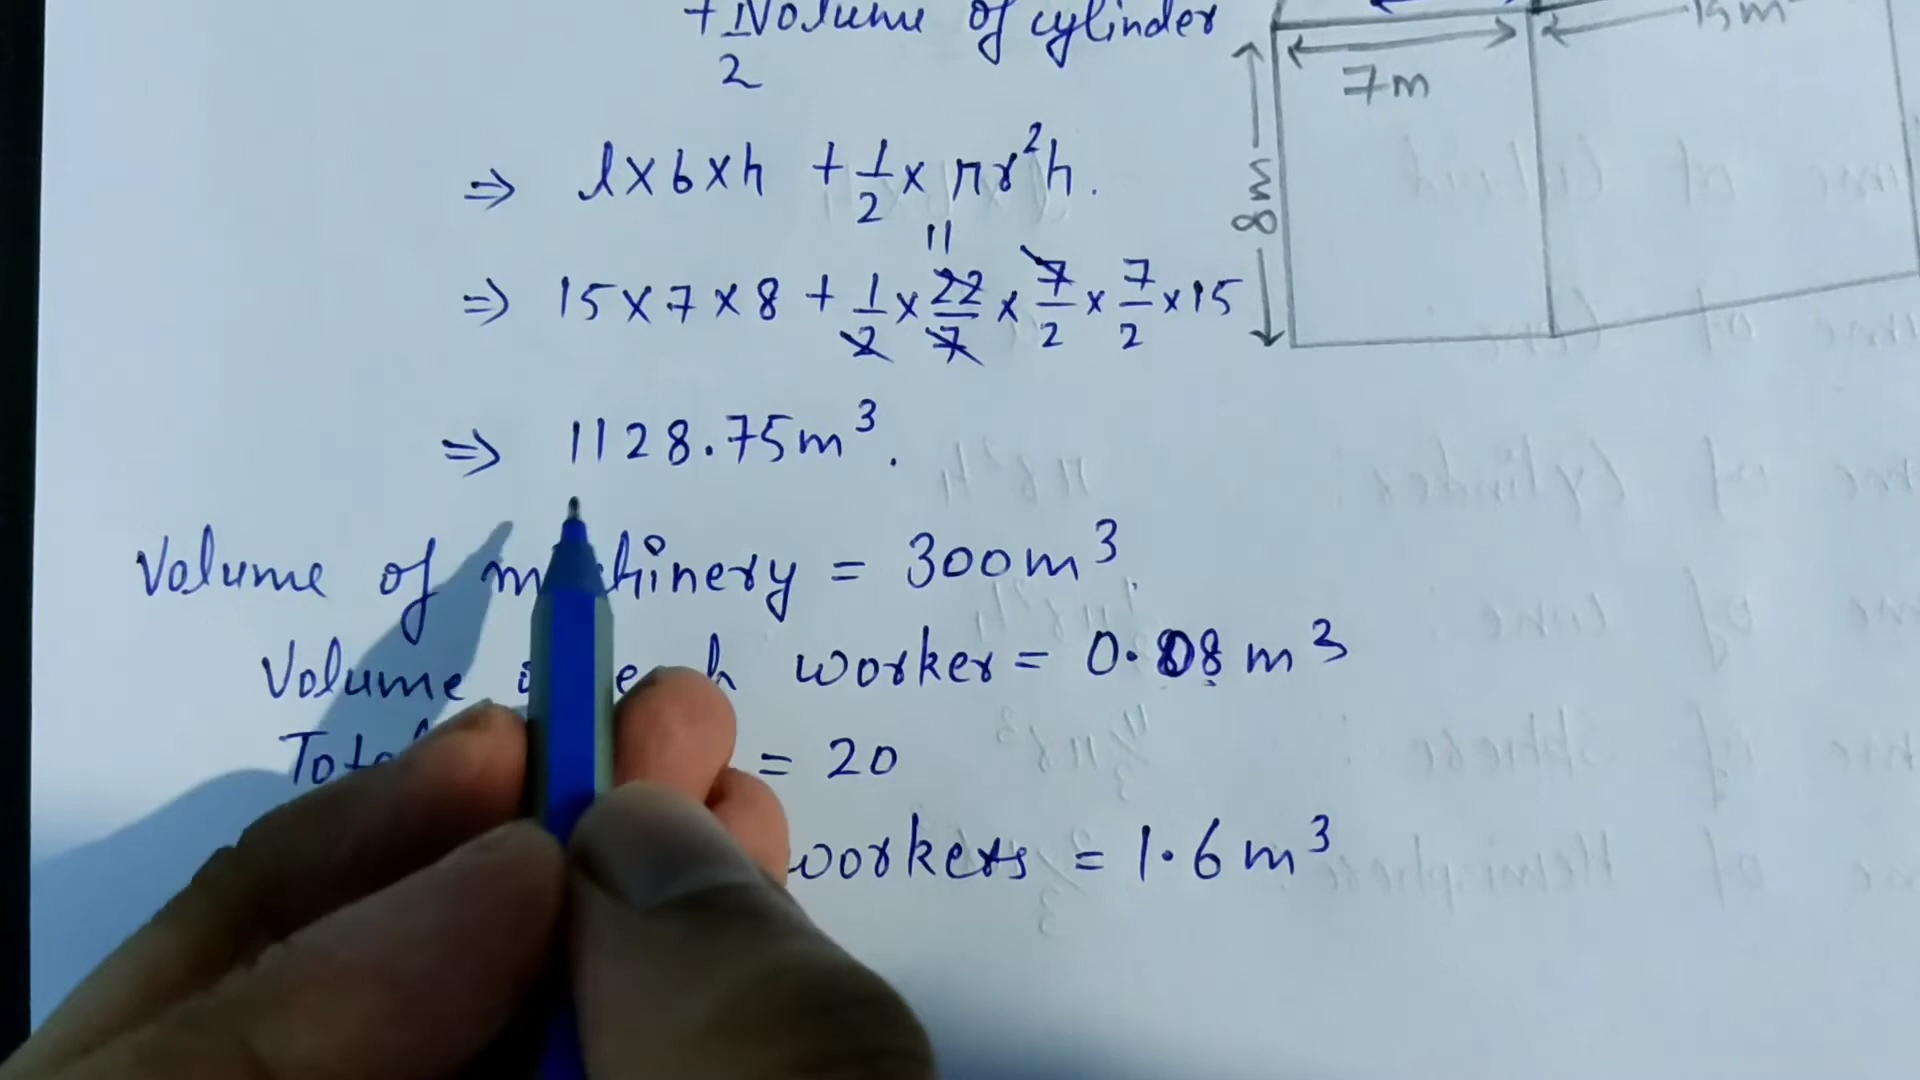 + 1/2 Volume of cylinder
⇒ l×b×h + 1/2 × πr²h.
11
⇒ 15×7×8 + 1/2 × 22/7 × 7/2 × 7/2 × 15
⇒ 1128.75m³.
Volume of machinery = 300m³.
Volume worker = 0.08 m³
= 20
workers = 1.6 m³
15m
7m
8m